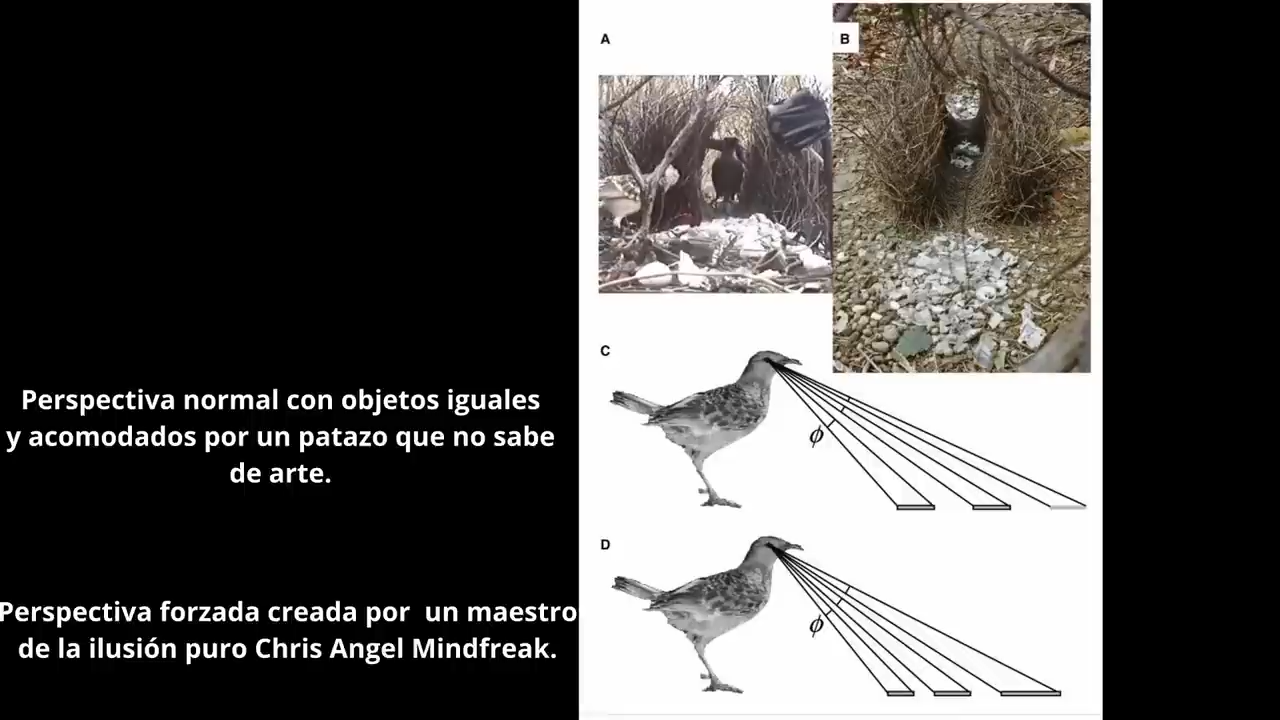 A
B
C
Perspectiva normal con objetos iguales
y acomodados por un patazo que no sabe
de arte.
ϕ
D
Perspectiva forzada creada por un maestro
de la ilusión puro Chris Angel Mindfreak.
ϕ